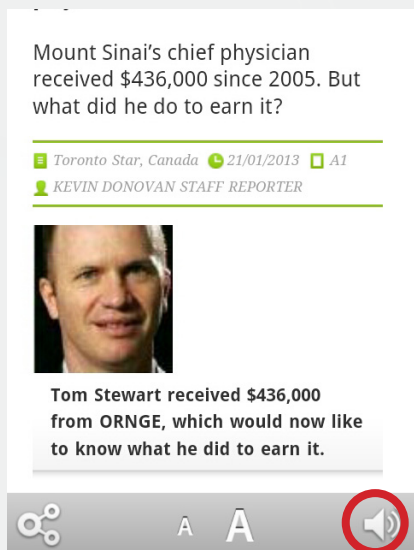 Mount Sinai’s chief physician
received $436,000 since 2005. But
what did he do to earn it?
Toronto Star, Canada 21/01/2013 A1
KEVIN DONOVAN STAFF REPORTER
Tom Stewart received $436,000
from ORNGE, which would now like
to know what he did to earn it.
A A